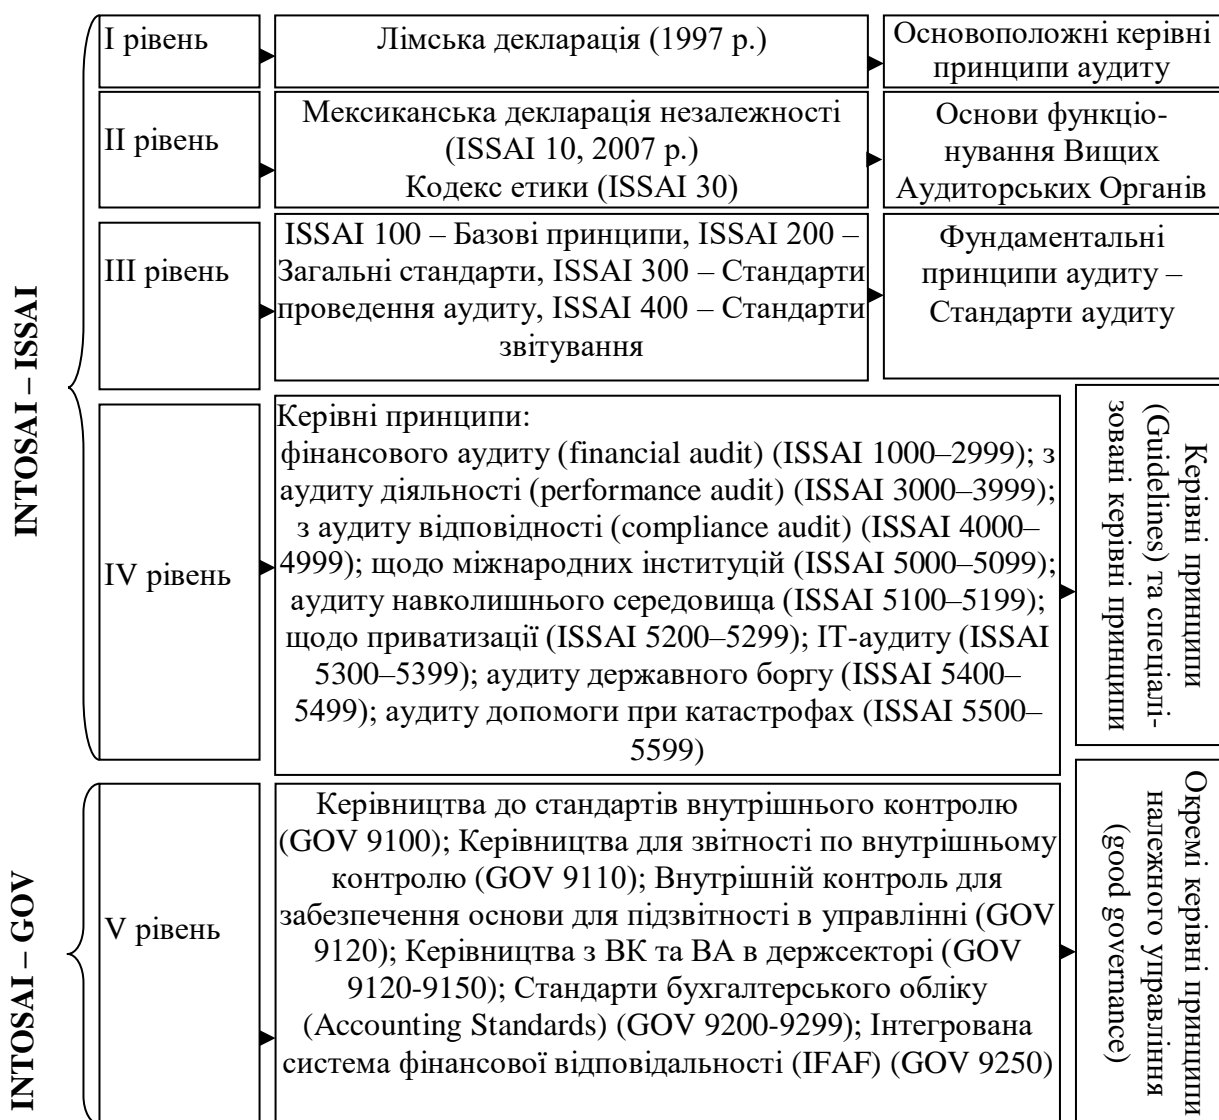 INTOSAI – ISSAI
І рівень
Лімська декларація (1997 р.)
Основоположні керівні
принципи аудиту
ІІ рівень
Мексиканська декларація незалежності
(ISSAI 10, 2007 р.)
Кодекс етики (ISSAI 30)
Основи функціо-
нування Вищих
Аудиторських Органів
ІІІ рівень
ISSAI 100 – Базові принципи, ISSAI 200 –
Загальні стандарти, ISSAI 300 – Стандарти
проведення аудиту, ISSAI 400 – Стандарти
звітування
Фундаментальні
принципи аудиту –
Стандарти аудиту
IV рівень
Керівні принципи:
фінансового аудиту (financial audit) (ISSAI 1000–2999); з
аудиту діяльності (performance audit) (ISSAI 3000–3999);
з аудиту відповідності (compliance audit) (ISSAI 4000–
4999); щодо міжнародних інституцій (ISSAI 5000–5099);
аудиту навколишнього середовища (ISSAI 5100–5199);
щодо приватизації (ISSAI 5200–5299); ІТ-аудиту (ISSAI
5300–5399); аудиту державного боргу (ISSAI 5400–
5499); аудиту допомоги при катастрофах (ISSAI 5500–
5599)
Керівні принципи
(Guidelines) та спеціалі-
зовані керівні принципи
INTOSAI – GOV
V рівень
Керівництва до стандартів внутрішнього контролю
(GOV 9100); Керівництва для звітності по внутрішньому
контролю (GOV 9110); Внутрішній контроль для
забезпечення основи для підзвітності в управлінні (GOV
9120); Керівництва з ВК та ВА в держсекторі (GOV
9120-9150); Стандарти бухгалтерського обліку
(Accounting Standards) (GOV 9200-9299); Інтегрована
система фінансової відповідальності (IFAF) (GOV 9250)
Окремі керівні принципи
належного управління
(good governance)